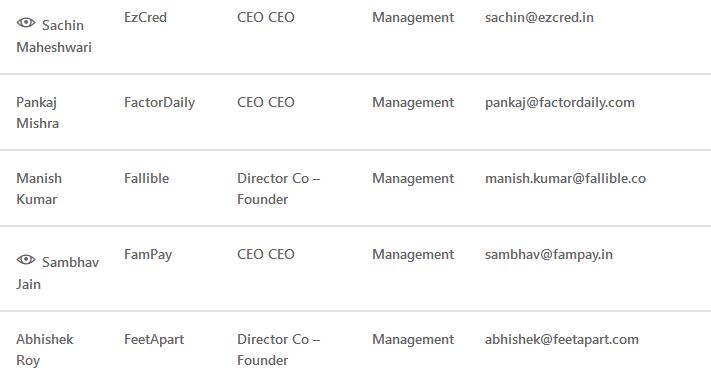 Sachin Maheshwari EzCred CEO CEO Management sachin@ezcred.in
Pankaj Mishra FactorDaily CEO CEO Management pankaj@factordaily.com
Manish Kumar Fallible Director Co – Founder Management manish.kumar@fallible.co
Sambhav Jain FamPay CEO CEO Management sambhav@fampay.in
Abhishek Roy FeetApart Director Co – Founder Management abhishek@feetapart.com